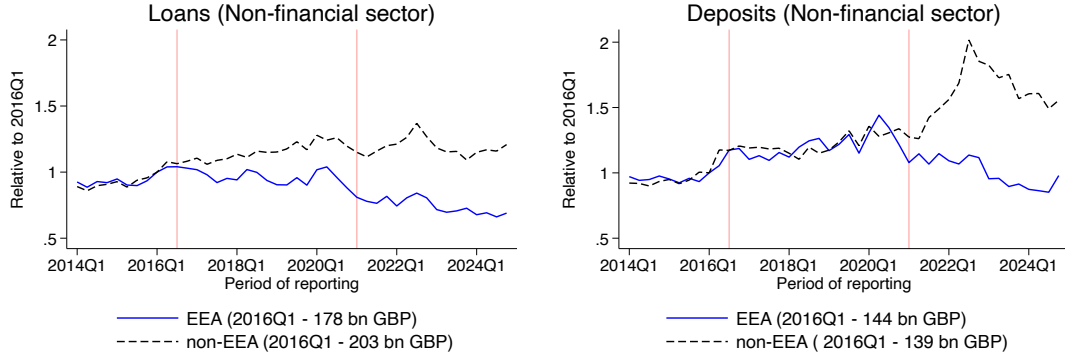 Loans (Non-financial sector)
2
1.5
1
.5
Relative to 2016Q1
2014Q1 2016Q1 2018Q1 2020Q1 2022Q1 2024Q1
Period of reporting
EEA (2016Q1 - 178 bn GBP)
non-EEA (2016Q1 - 203 bn GBP)
Deposits (Non-financial sector)
2
1.5
1
.5
Relative to 2016Q1
2014Q1 2016Q1 2018Q1 2020Q1 2022Q1 2024Q1
Period of reporting
EEA (2016Q1 - 144 bn GBP)
non-EEA ( 2016Q1 - 139 bn GBP)